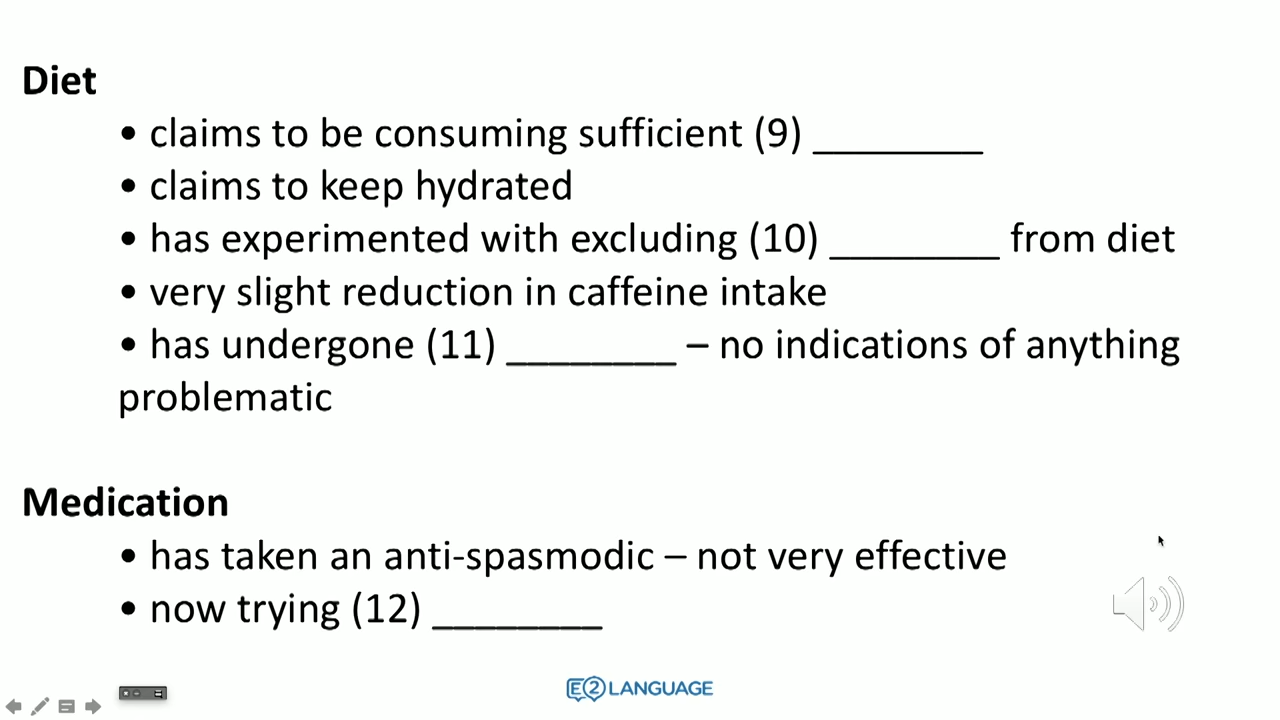 Diet
• claims to be consuming sufficient (9) ________
• claims to keep hydrated
• has experimented with excluding (10) ________ from diet
• very slight reduction in caffeine intake
• has undergone (11) ________ – no indications of anything
problematic
Medication
• has taken an anti-spasmodic – not very effective
• now trying (12) ________
E2 LANGUAGE